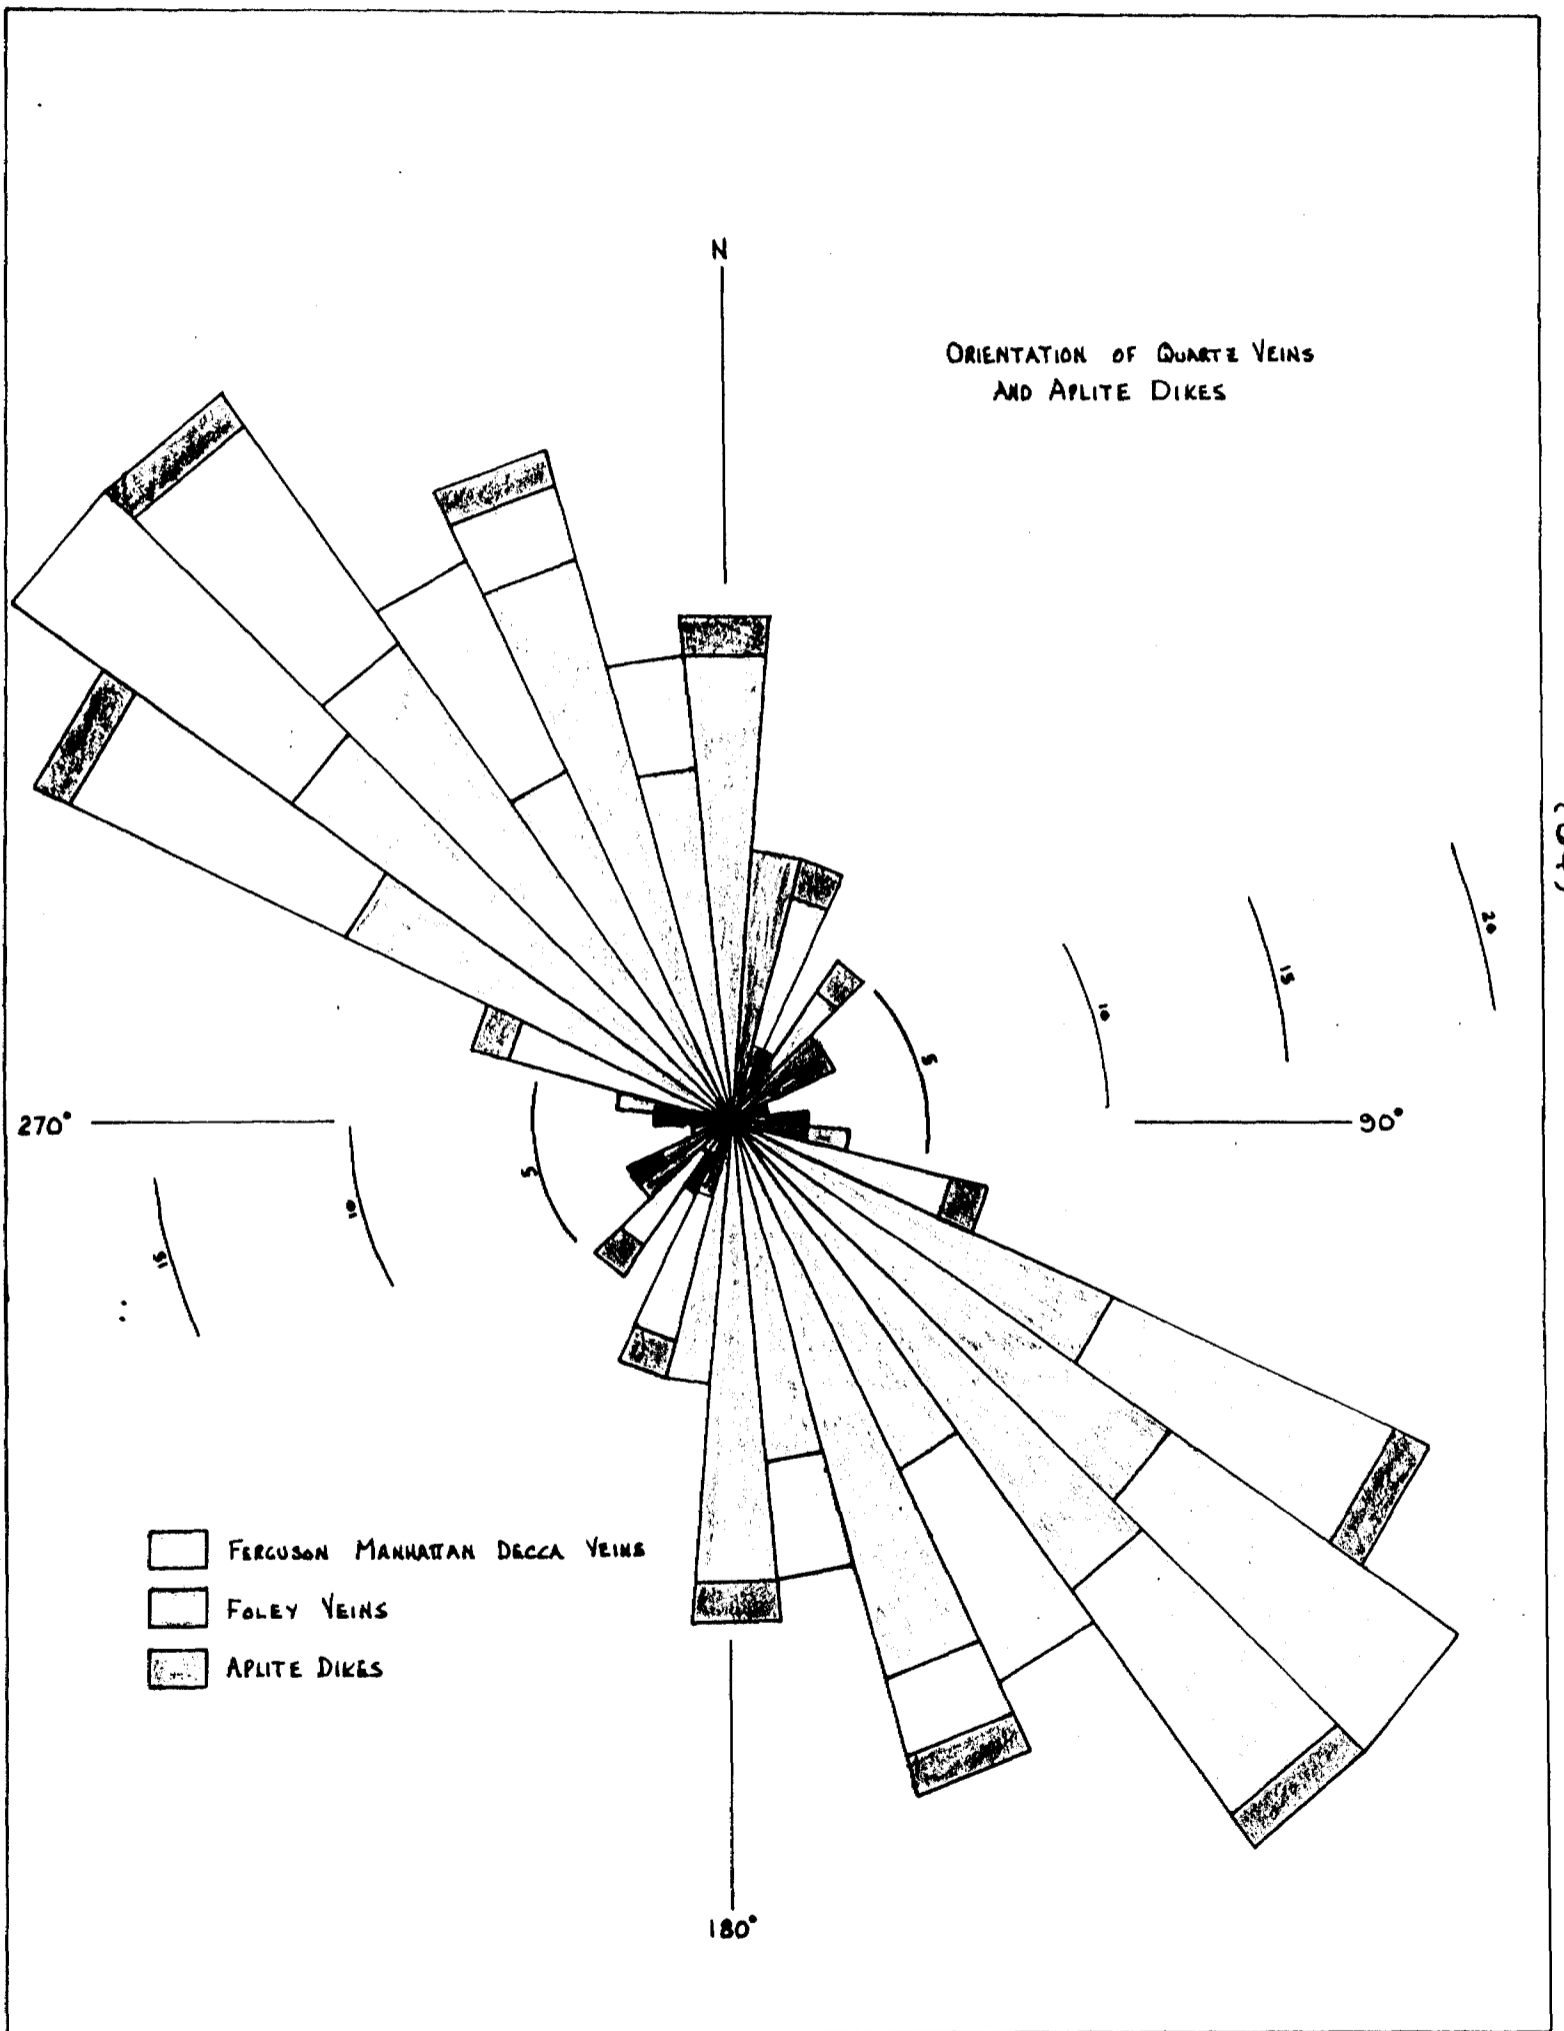 N
ORIENTATION OF QUARTZ VEINS
AND APLITE DIKES
20
15
10
5
270°
90°
5
10
15
FERGUSON MANHATTAN DECCA VEINS
FOLEY VEINS
APLITE DIKES
180°